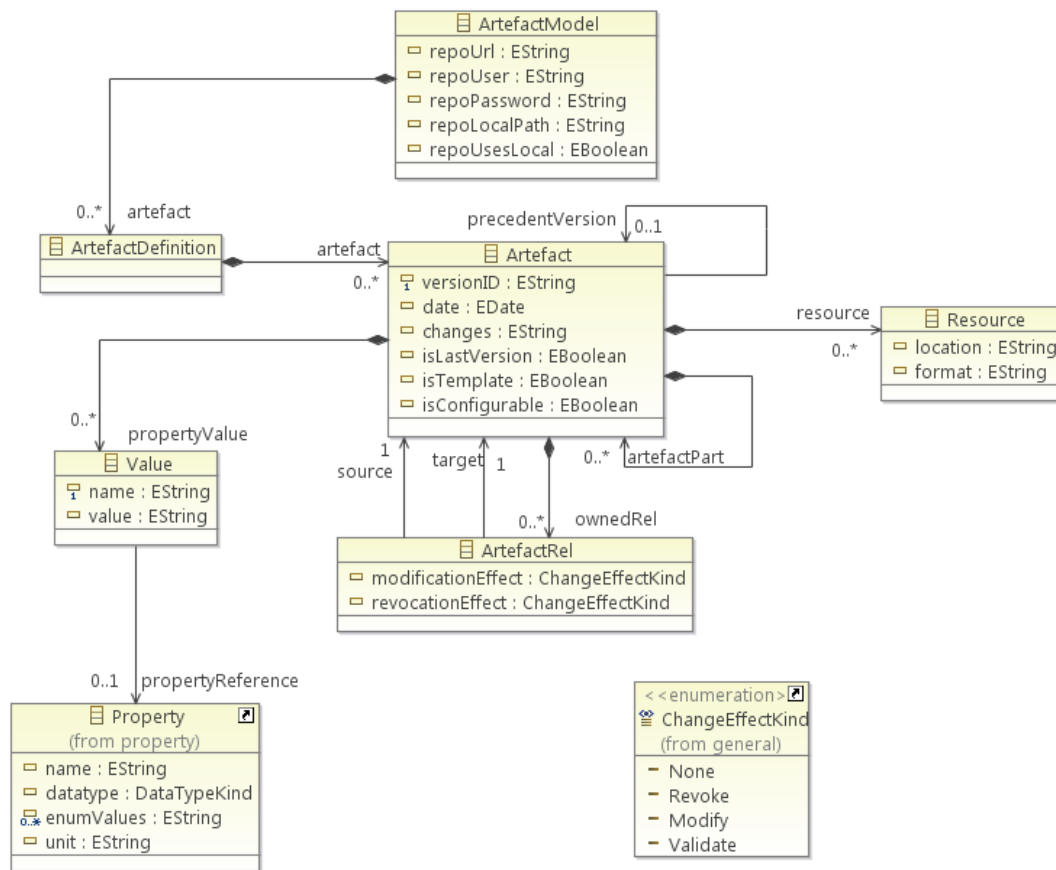 ArtefactModel
repoUrl : EString
repoUser : EString
repoPassword : EString
repoLocalPath : EString
repoUsesLocal : EBoolean
0..* artefact
ArtefactDefinition
artefact
0..*
precedentVersion
0..1
Artefact
1 versionID : EString
date : EDate
changes : EString
isLastVersion : EBoolean
isTemplate : EBoolean
isConfigurable : EBoolean
resource
0..*
Resource
location : EString
format : EString
0..*
propertyValue
Value
1 name : EString
value : EString
1
source
target 1
0..* artefactPart
0..* ownedRel
ArtefactRel
modificationEffect : ChangeEffectKind
revocationEffect : ChangeEffectKind
0..1 propertyReference
Property
(from property)
name : EString
datatype : DataTypeKind
0..* enumValues : EString
unit : EString
<<enumeration>>
ChangeEffectKind
(from general)
None
Revoke
Modify
Validate